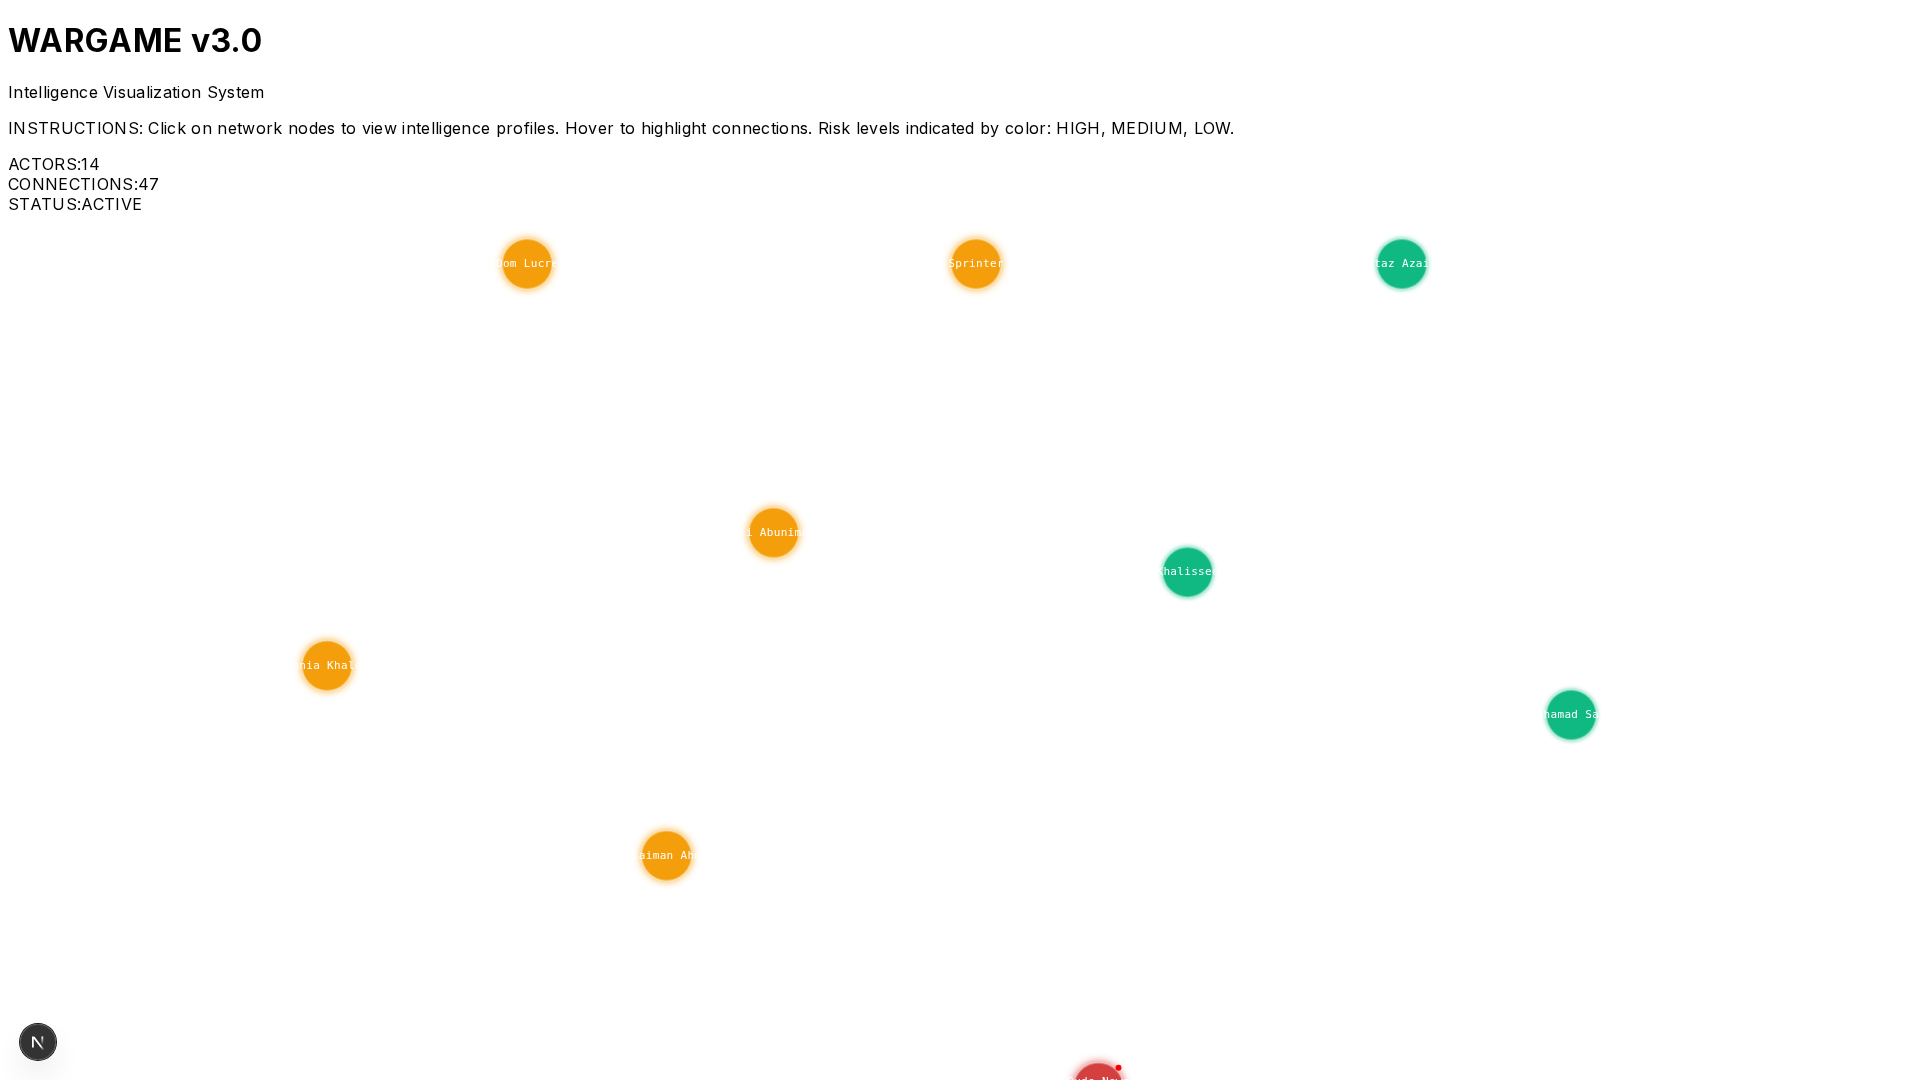 WARGAME v3.0
Intelligence Visualization System
INSTRUCTIONS: Click on network nodes to view intelligence profiles. Hover to highlight connections. Risk levels indicated by color: HIGH, MEDIUM, LOW.
ACTORS:14
CONNECTIONS:47
STATUS:ACTIVE
Dom Lucre
Sprinter
taz Azai
i Abunim
Khalisse
nia Khal
hamad Sa
aiman Ah
N